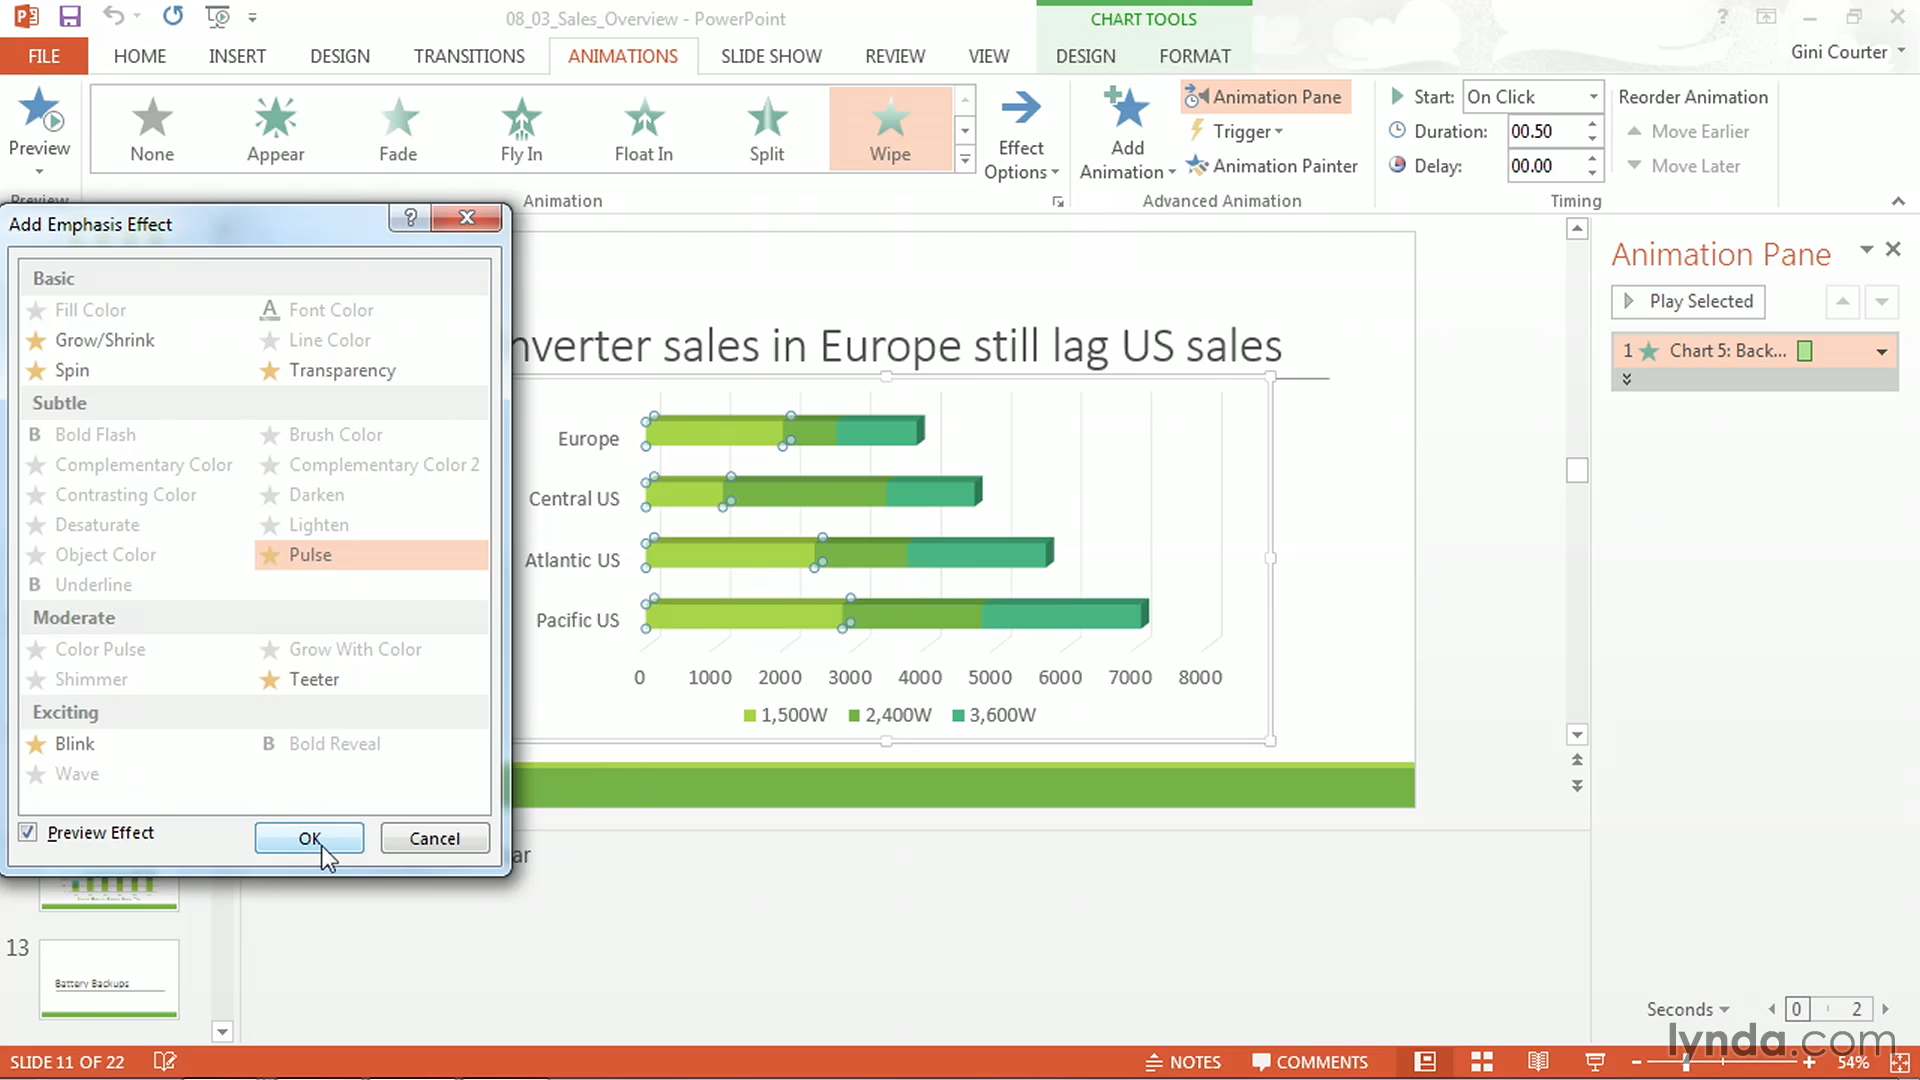 08_03_Sales_Overview - PowerPoint
CHART TOOLS
?
FILE
HOME
INSERT
DESIGN
TRANSITIONS
ANIMATIONS
SLIDE SHOW
REVIEW
VIEW
DESIGN
FORMAT
Gini Courter
Preview
None
Appear
Fade
Fly In
Float In
Split
Wipe
Effect
Options
Add
Animation
Animation Pane
Trigger
Animation Painter
Start: On Click
Duration: 00.50
Delay: 00.00
Reorder Animation
Move Earlier
Move Later
Preview
Animation
Advanced Animation
Timing
Add Emphasis Effect
?
Basic
Fill Color
A Font Color
Grow/Shrink
Line Color
Spin
Transparency
Subtle
B Bold Flash
Brush Color
Complementary Color
Complementary Color 2
Contrasting Color
Darken
Desaturate
Lighten
Object Color
Pulse
B Underline
Moderate
Color Pulse
Grow With Color
Shimmer
Teeter
Exciting
Blink
B Bold Reveal
Wave
Preview Effect
OK
Cancel
nverter sales in Europe still lag US sales
Europe
Central US
Atlantic US
Pacific US
0 1000 2000 3000 4000 5000 6000 7000 8000
1,500W 2,400W 3,600W
ar
Animation Pane
Play Selected
1 Chart 5: Back...
Seconds
0
2
13
Battery Backups
lynda.com
SLIDE 11 OF 22
NOTES
COMMENTS
54%